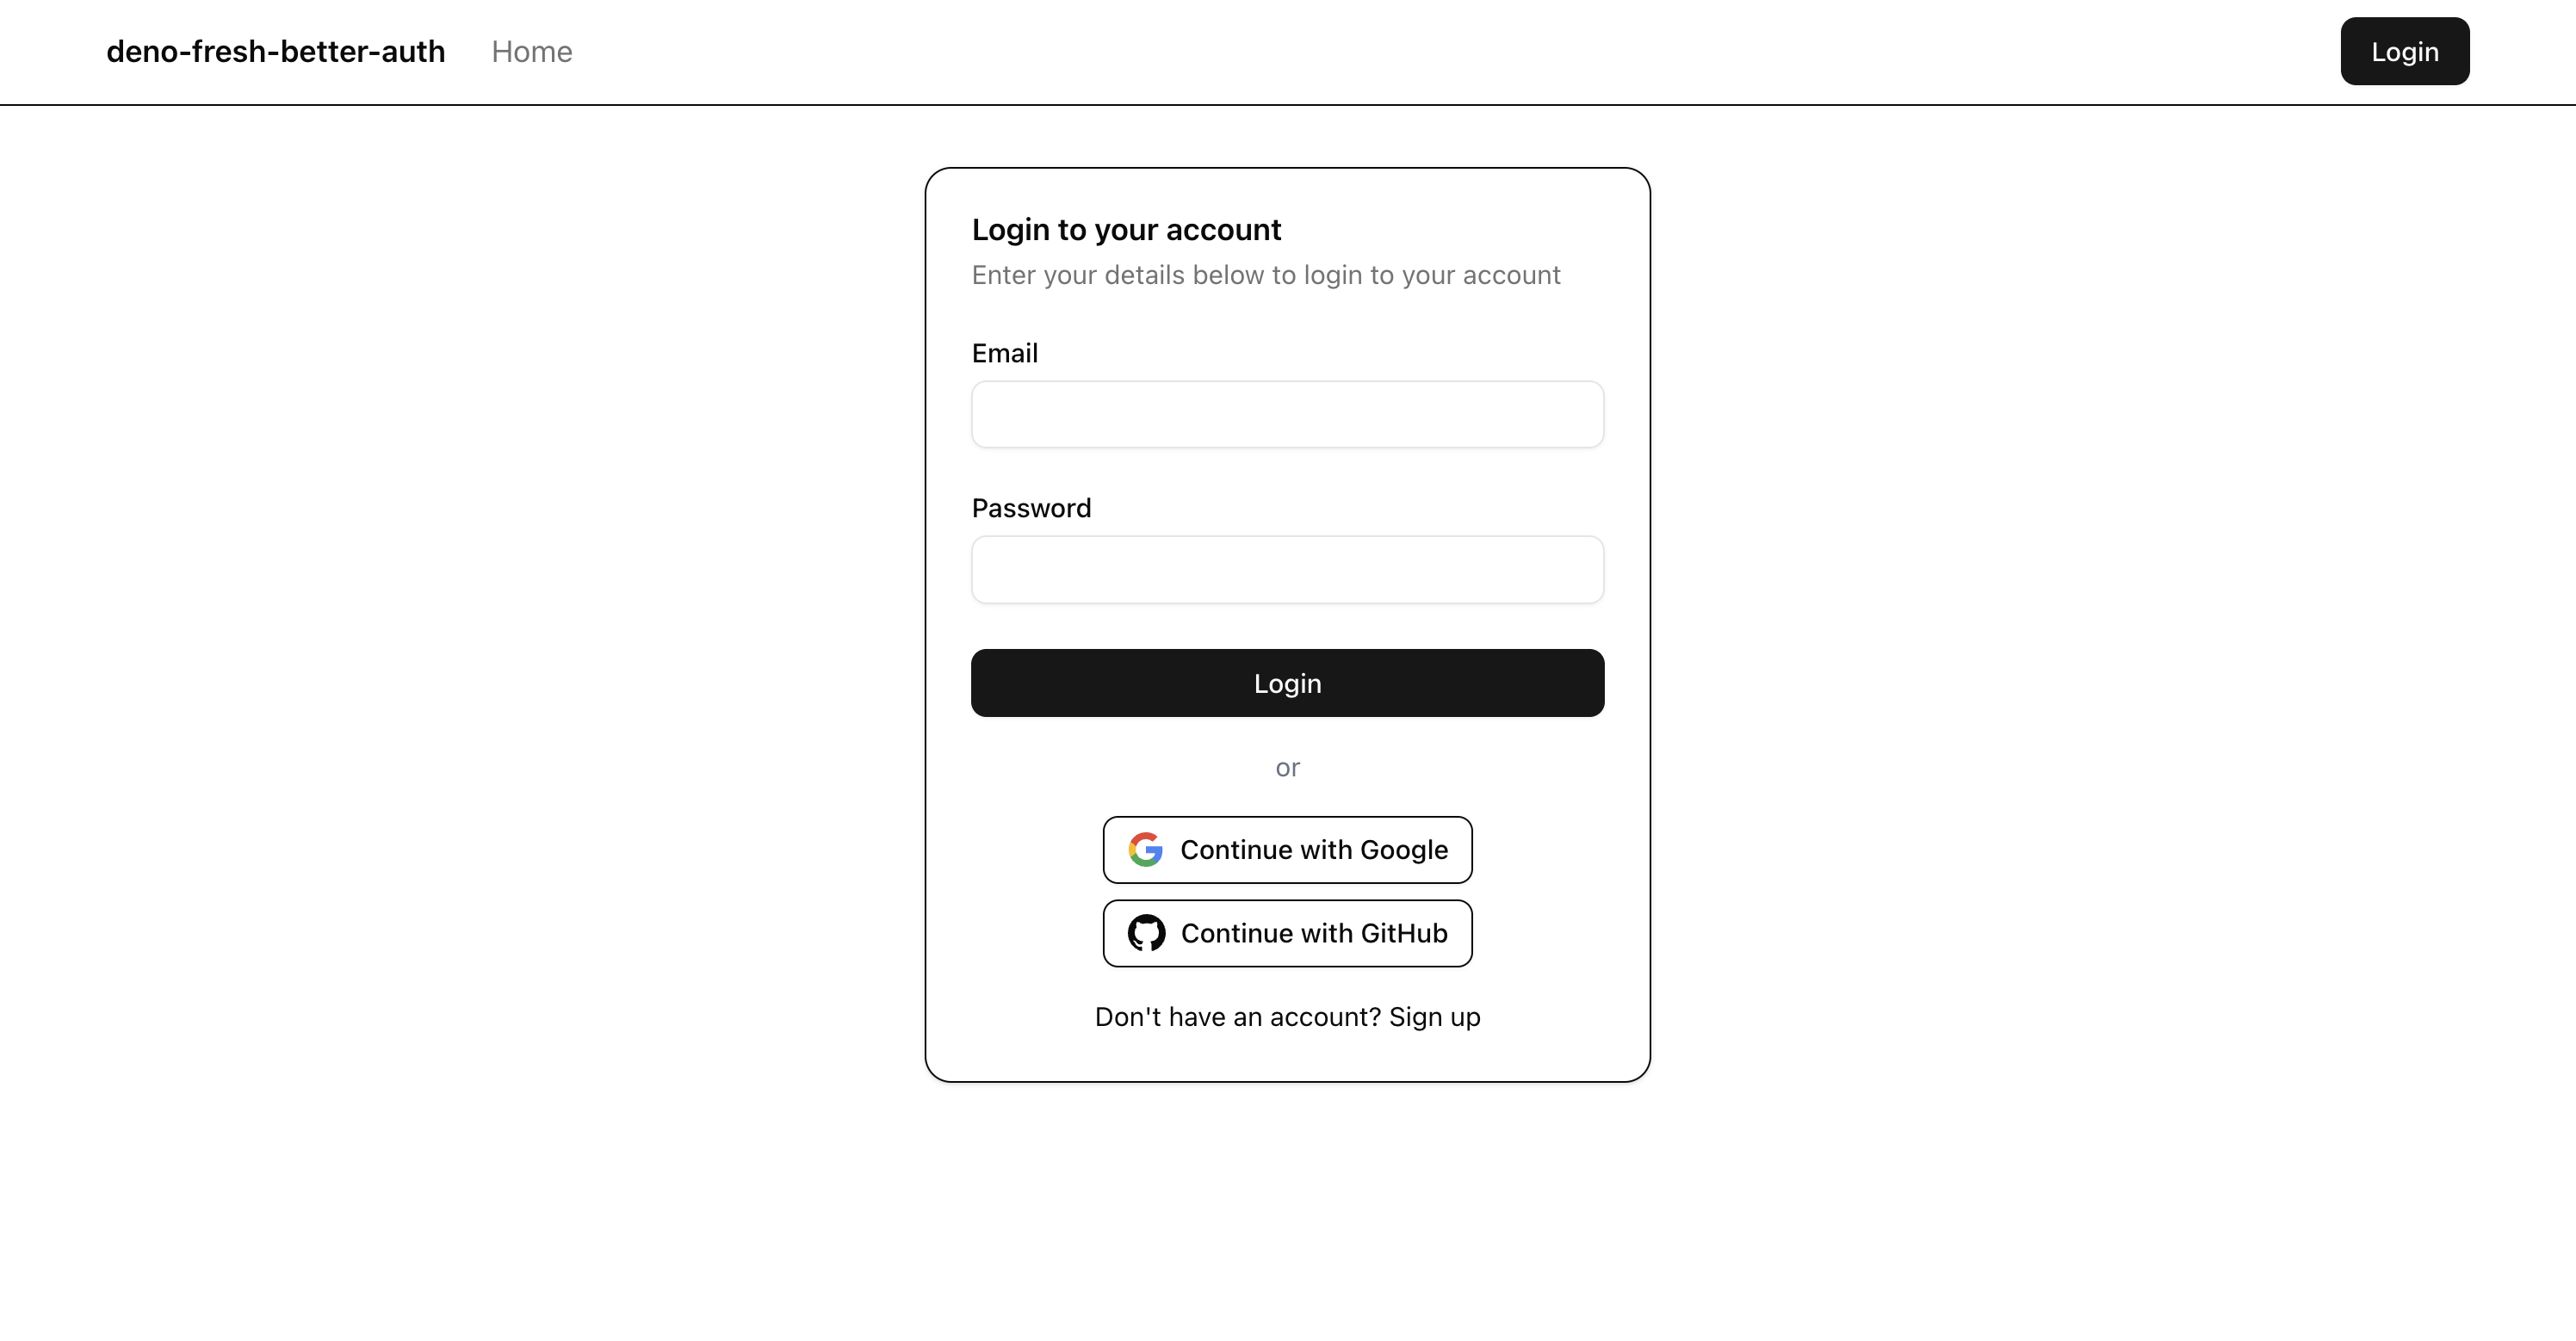 deno-fresh-better-auth Home Login
Login to your account
Enter your details below to login to your account
Email
Password
Login
or
Continue with Google
Continue with GitHub
Don't have an account? Sign up